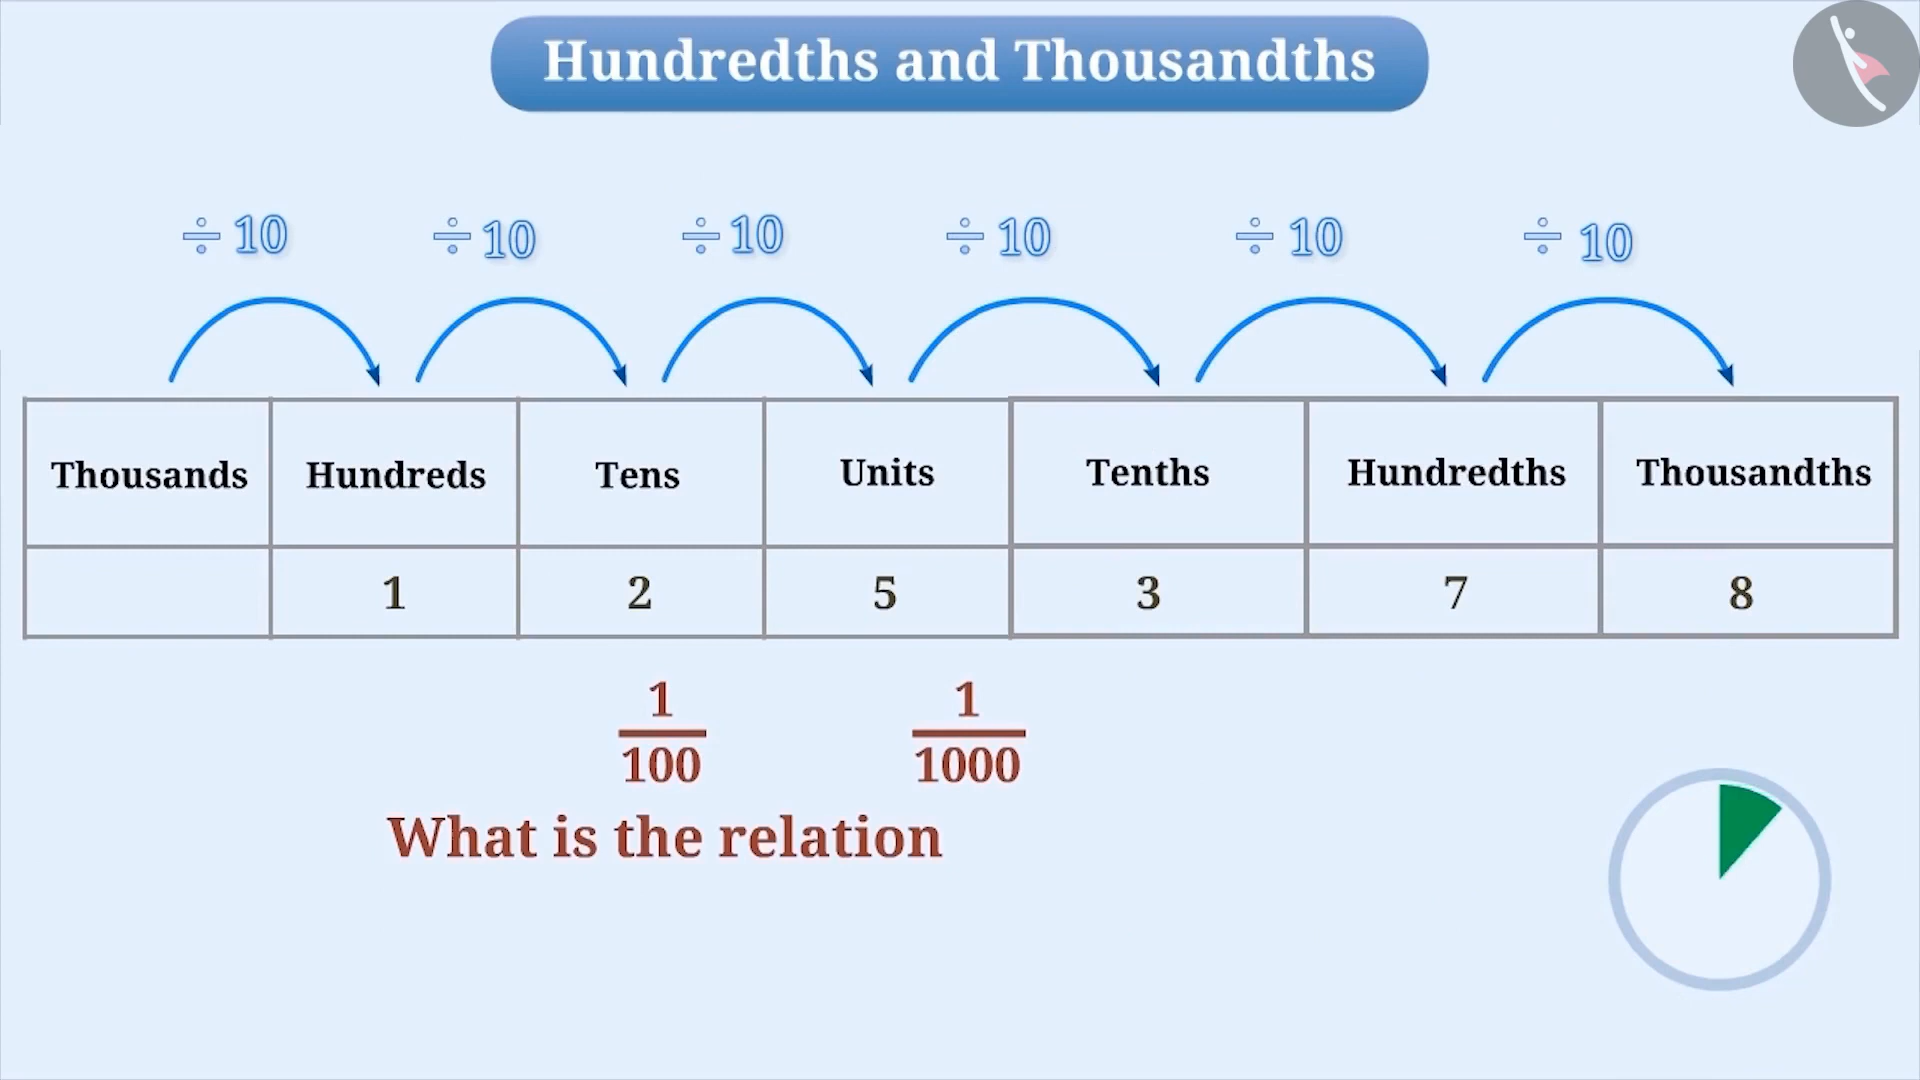 Hundredths and Thousandths
÷ 10 ÷ 10 ÷ 10 ÷ 10 ÷ 10 ÷ 10
Thousands Hundreds Tens Units Tenths Hundredths Thousandths
1 2 5 3 7 8
1 1
100 1000
What is the relation